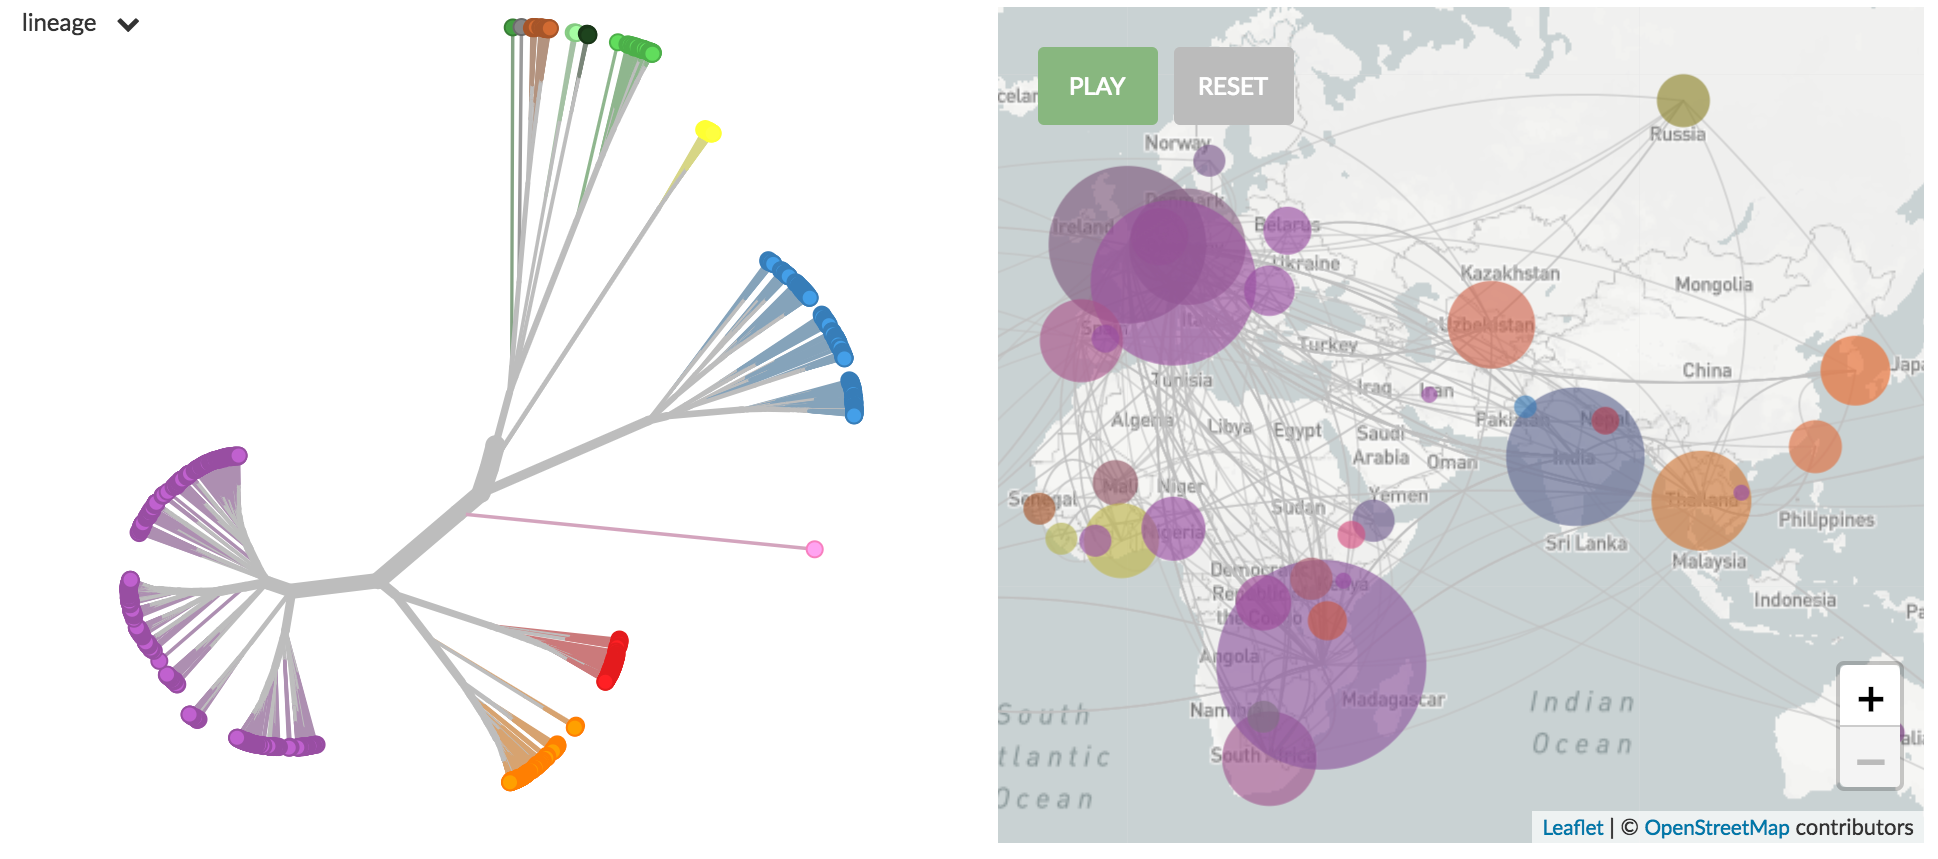 lineage
PLAY
RESET
celan
Norway
Russia
Denmark
Ireland
Belarus
Ukraine
Kazakhstan
Mongolia
Spain
Ita
Uzbekistan
Turkey
China
Japa
Tunisia
Iraq
Iran
Algeria
Libya
Egypt
Saudi
Arabia
Pakistan
Nepal
Oman
India
Mali
Niger
Senegal
Sudan
Yemen
Thailand
Nigeria
Philippines
Sri Lanka
Malaysia
Democratic
Republic
the Congo
Kenya
Indonesia
Pa
Angola
Madagascar
Namibia
South Africa
South
tlantic
Ocean
Indian
Ocean
alia
+
−
Leaflet | © OpenStreetMap contributors